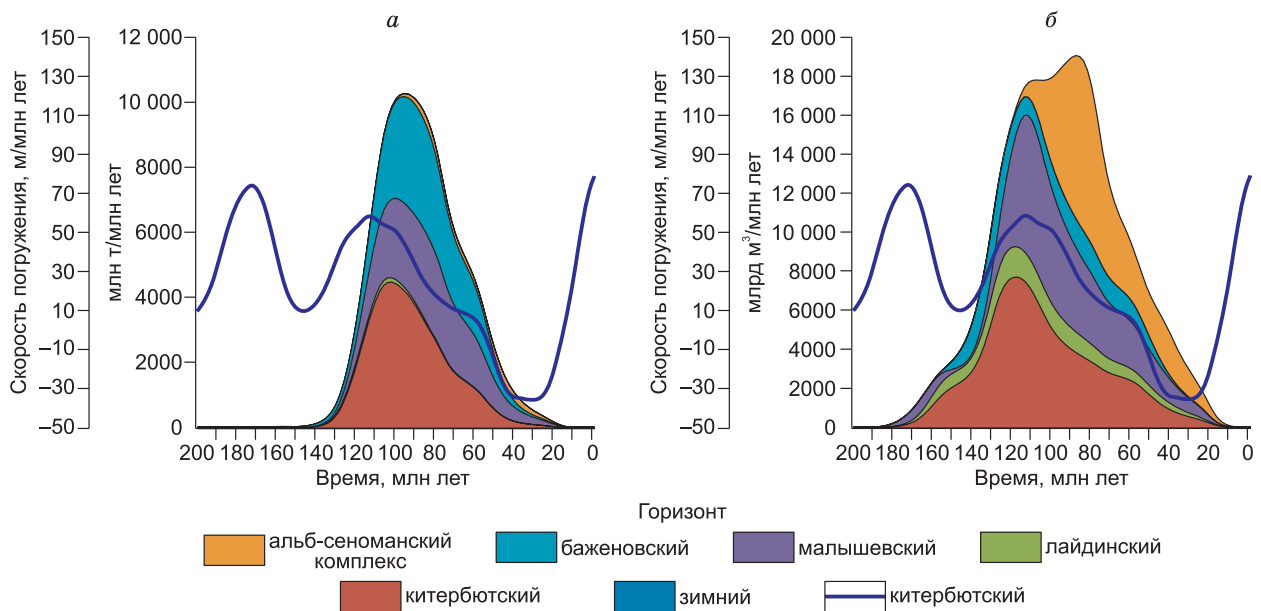 а
Скорость погружения, м/млн лет
150
130
110
90
70
50
30
10
–10
–30
–50
млн т/млн лет
12 000
10 000
8000
6000
4000
2000
0
200 180 160 140 120 100 80 60 40 20 0
Время, млн лет
б
Скорость погружения, м/млн лет
150
130
110
90
70
50
30
10
–10
–30
–50
млрд м³/млн лет
20 000
18 000
16 000
14 000
12 000
10 000
8000
6000
4000
2000
0
200 180 160 140 120 100 80 60 40 20 0
Время, млн лет
Горизонт
альб-сеноманский
комплекс
баженовский
малышевский
лайдинский
китербютский
зимний
китербютский